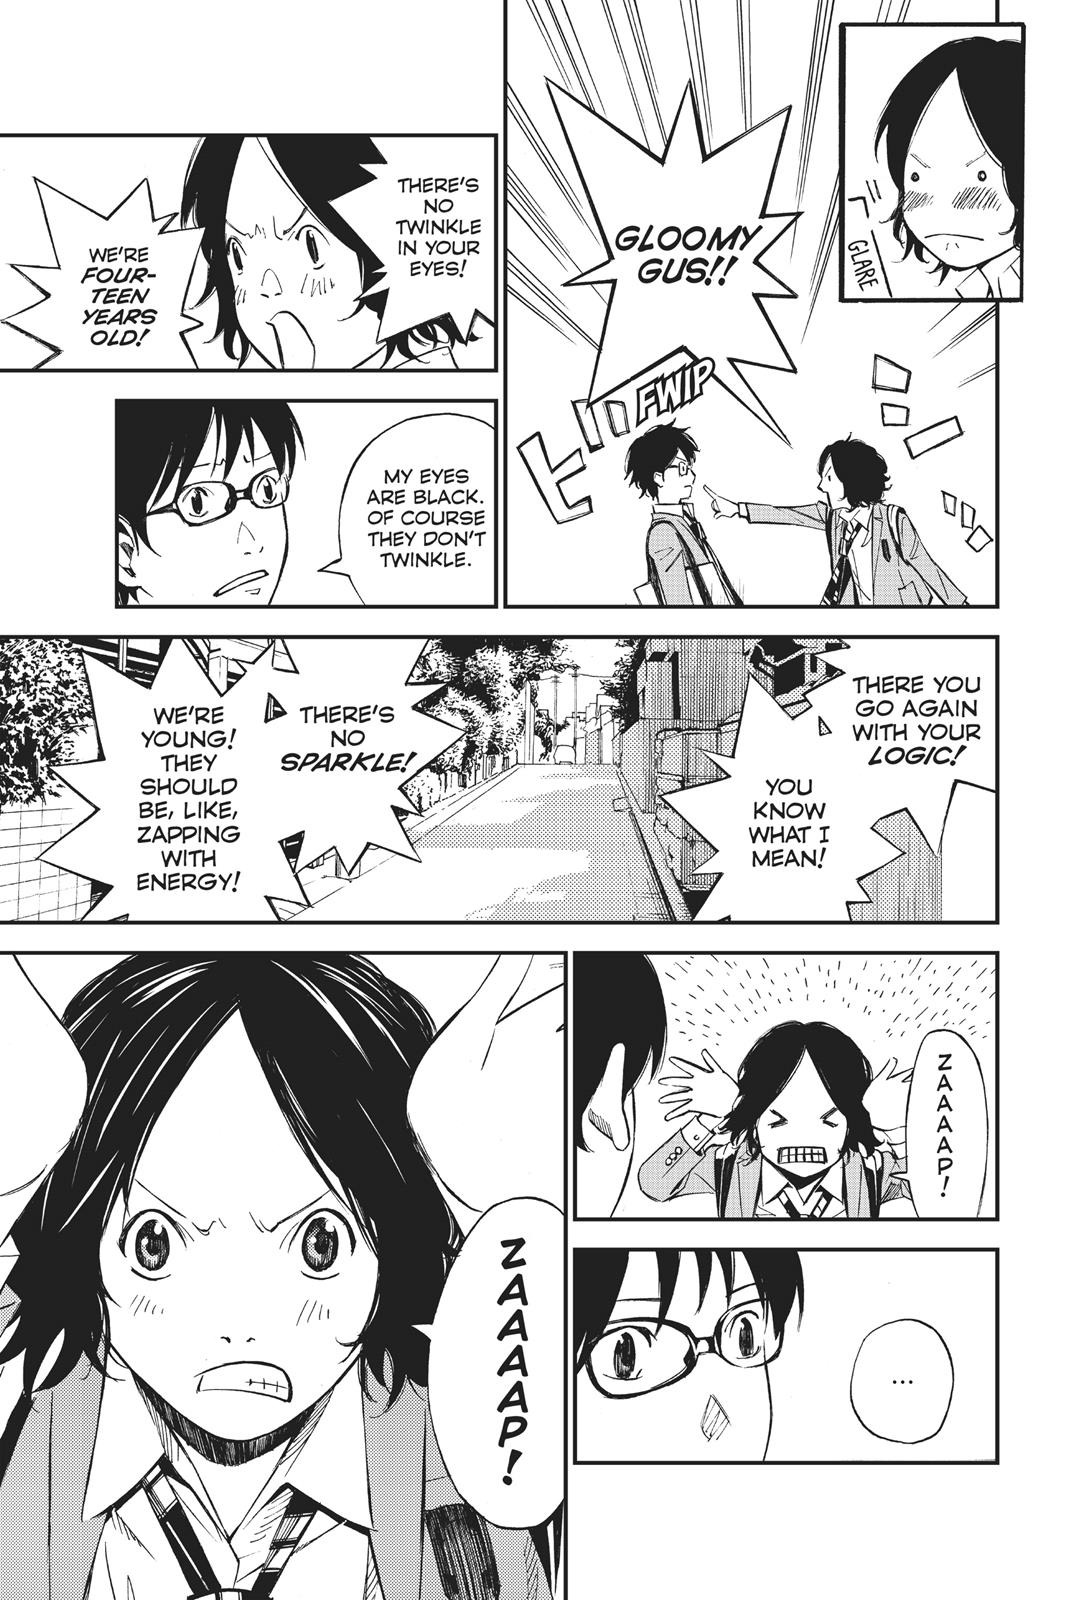 GLARE
GLOOMY
GUS!!
FWIP
ビ
THERE'S
NO
TWINKLE
IN YOUR
EYES!
WE'RE
FOUR-
TEEN
YEARS
OLD!
MY EYES
ARE BLACK.
OF COURSE
THEY DON'T
TWINKLE.
THERE YOU
GO AGAIN
WITH YOUR
LOGIC!
YOU
KNOW
WHAT I
MEAN!
THERE'S
NO
SPARKLE!
WE'RE
YOUNG!
THEY
SHOULD
BE, LIKE,
ZAPPING
WITH
ENERGY!
ZAAAAP!
...
ZAAAAP!